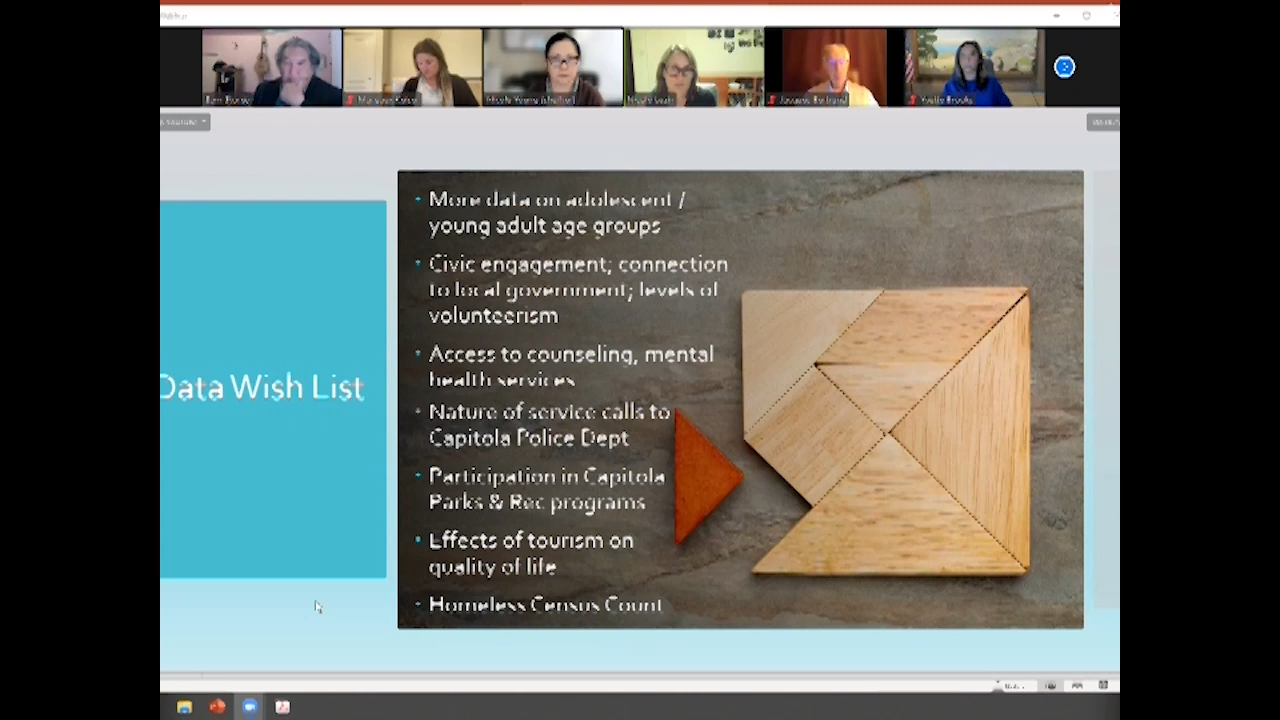 Yvette Brooks
Data Wish List
More data on adolescent /
young adult age groups
Civic engagement; connection
to local government; levels of
volunteerism
Access to counseling, mental
health services
Nature of service calls to
Capitola Police Dept
Participation in Capitola
Parks & Rec programs
Effects of tourism on
quality of life
Homeless Census Count